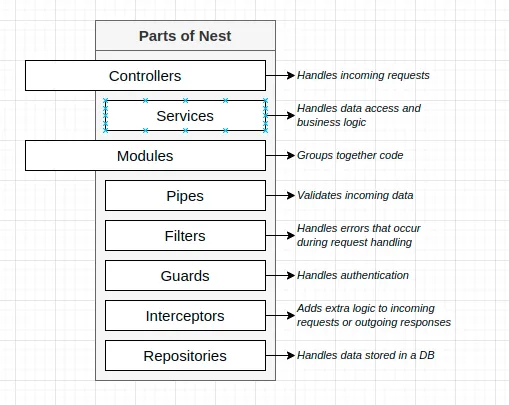 Parts of Nest
Controllers
Handles incoming requests
Services
Handles data access and
business logic
Modules
Groups together code
Pipes
Validates incoming data
Filters
Handles errors that occur
during request handling
Guards
Handles authentication
Interceptors
Adds extra logic to incoming
requests or outgoing responses
Repositories
Handles data stored in a DB